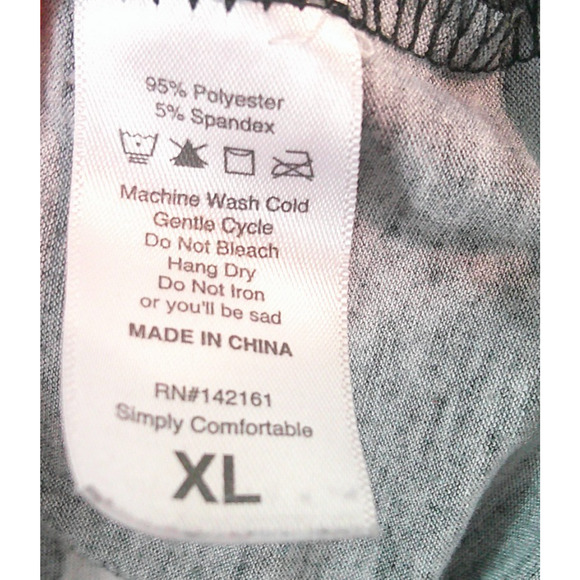 95% Polyester
5% Spandex
Machine Wash Cold
Gentle Cycle
Do Not Bleach
Hang Dry
Do Not Iron
or you'll be sad
MADE IN CHINA
RN#142161
Simply Comfortable
XL